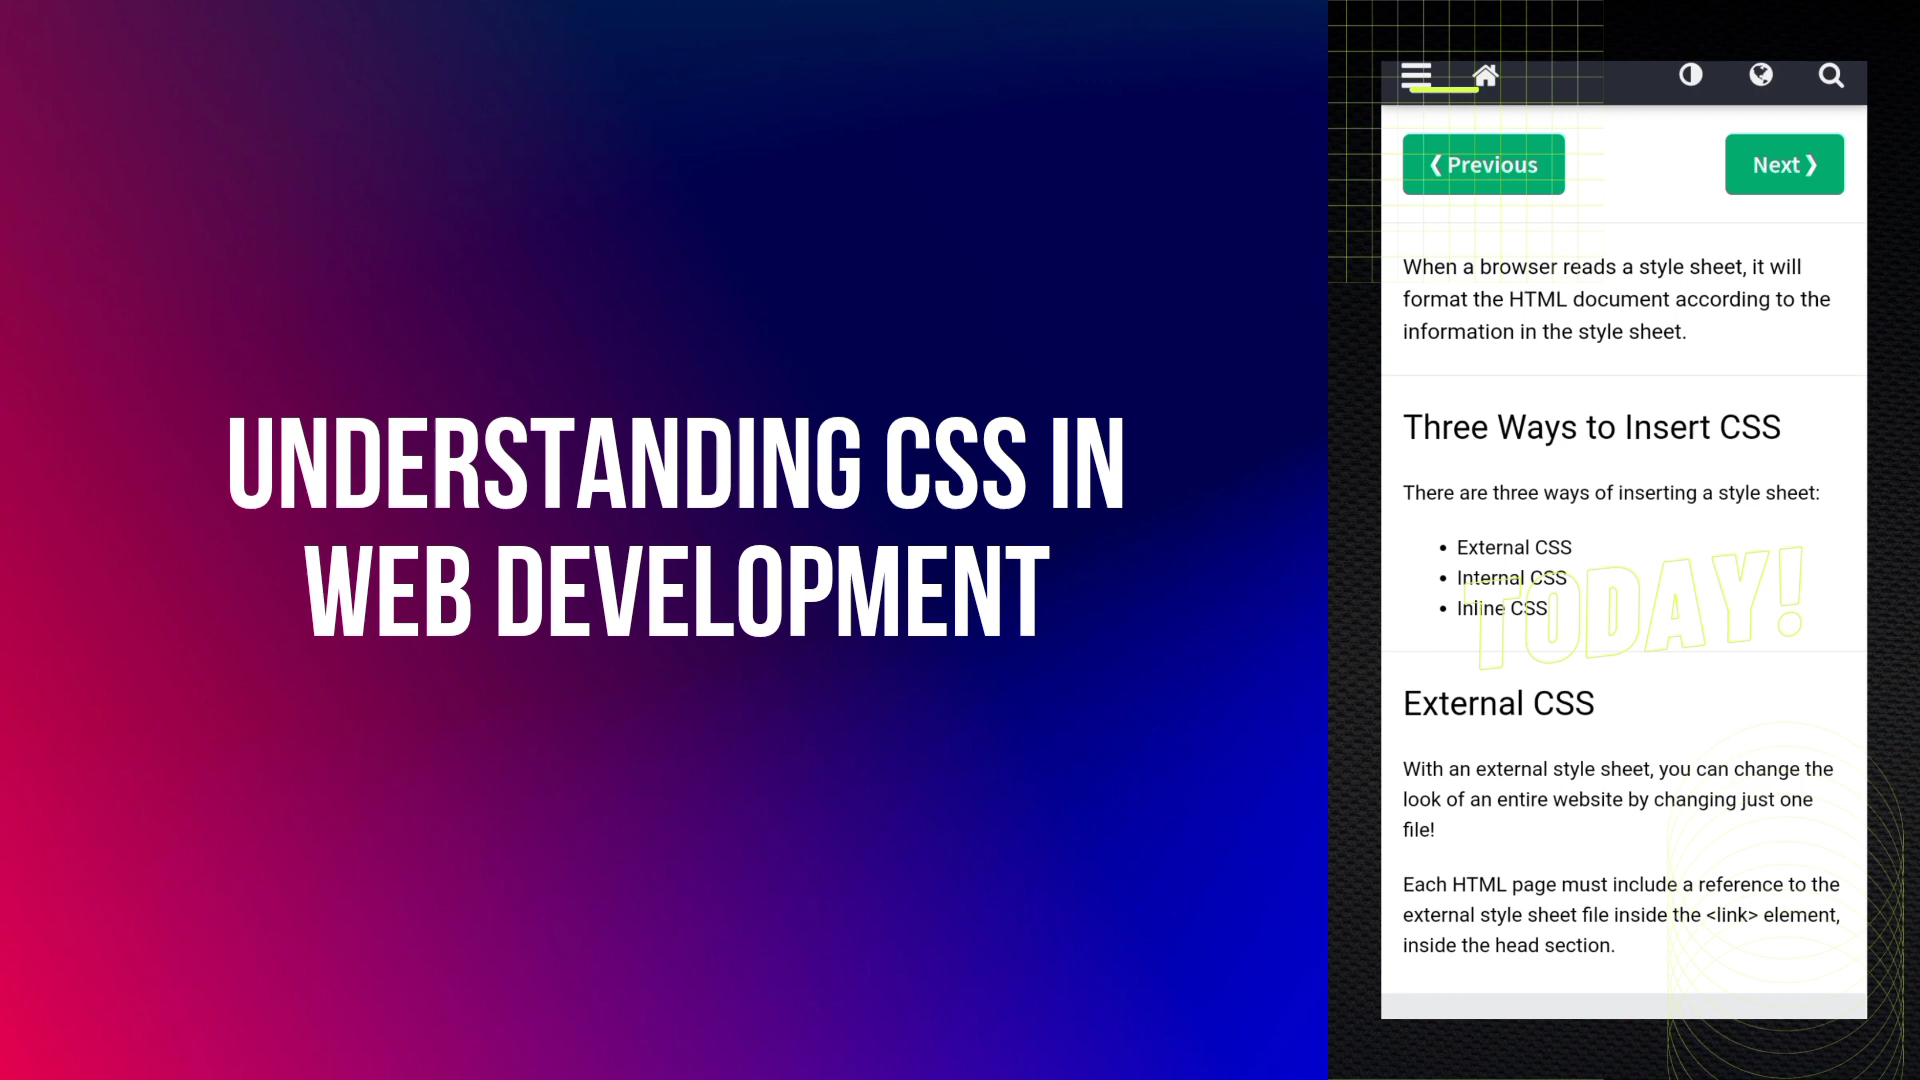 UNDERSTANDING CSS IN
WEB DEVELOPMENT
❮ Previous
Next ❯
When a browser reads a style sheet, it will
format the HTML document according to the
information in the style sheet.
Three Ways to Insert CSS
There are three ways of inserting a style sheet:
• External CSS
• Internal CSS
• Inline CSS
TODAY!
External CSS
With an external style sheet, you can change the
look of an entire website by changing just one
file!
Each HTML page must include a reference to the
external style sheet file inside the <link> element,
inside the head section.